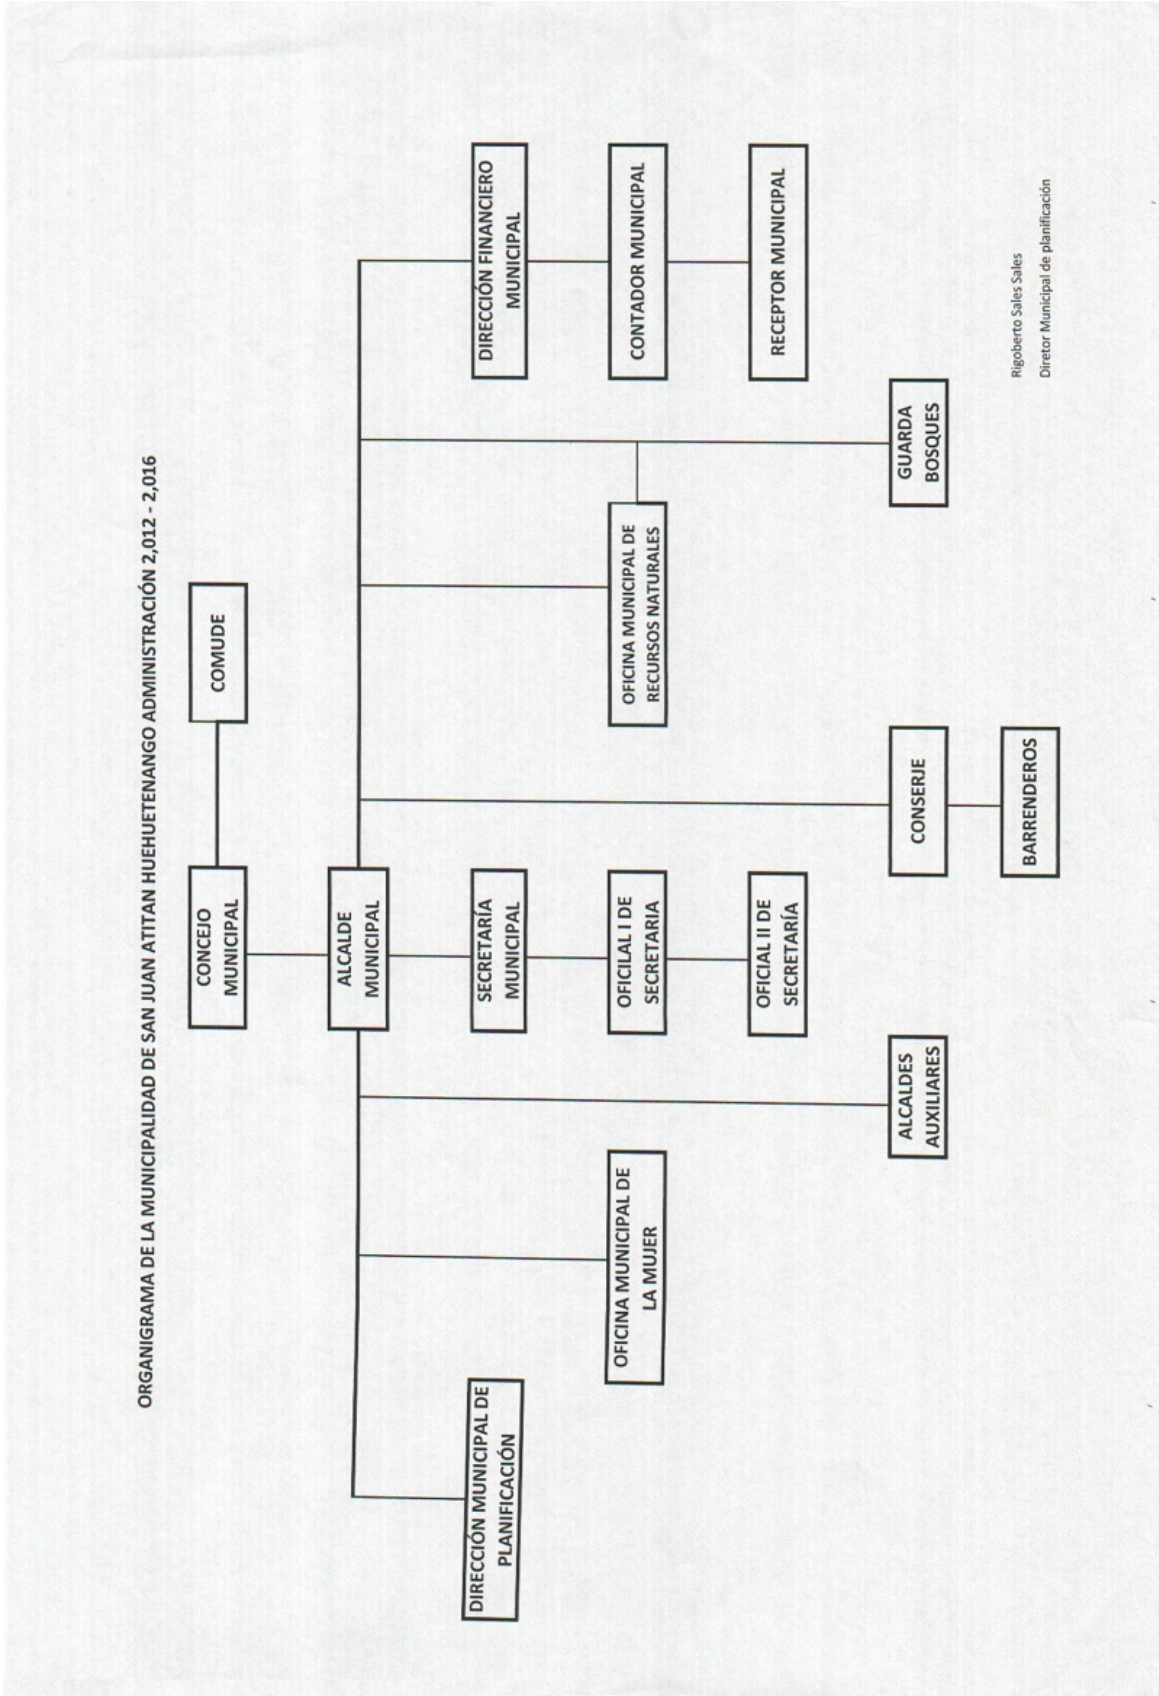 ORGANIGRAMA DE LA MUNICIPALIDAD DE SAN JUAN ATITAN HUEHUETENANGO ADMINISTRACIÓN 2,012 - 2,016
CONCEJO
MUNICIPAL
COMUDE
ALCALDE
MUNICIPAL
DIRECCIÓN MUNICIPAL DE
PLANIFICACIÓN
SECRETARÍA
MUNICIPAL
DIRECCIÓN FINANCIERO
MUNICIPAL
OFICINA MUNICIPAL DE
LA MUJER
OFICILAL I DE
SECRETARIA
OFICINA MUNICIPAL DE
RECURSOS NATURALES
CONTADOR MUNICIPAL
OFICIAL II DE
SECRETARÍA
RECEPTOR MUNICIPAL
ALCALDES
AUXILIARES
CONSERJE
GUARDA
BOSQUES
BARRENDEROS
Rigoberto Sales Sales
Diretor Municipal de planificación